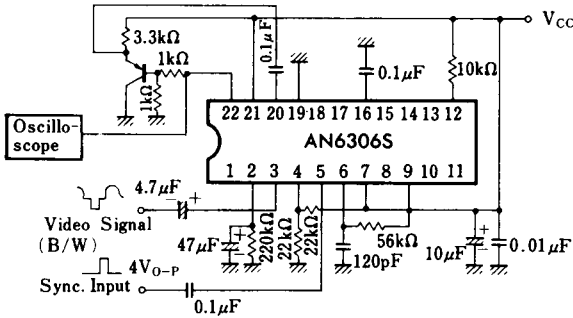 V_CC
3.3kΩ
1kΩ
1kΩ
0.1μF
0.1μF
10kΩ
22 21 20 19 18 17 16 15 14 13 12
AN6306S
1 2 3 4 5 6 7 8 9 10 11
Oscillo-
scope
4.7μF
Video Signal
(B/W)
47μF
220kΩ
22kΩ
22kΩ
56kΩ
120pF
10μF
0.01μF
4V_O-P
Sync. Input
0.1μF